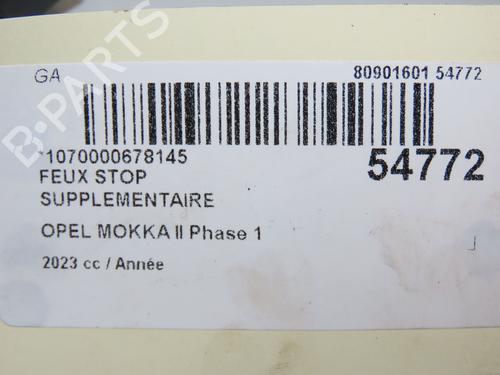 GA
80901601 54772
*1070000678145
54772
FEUX STOP
SUPPLEMENTAIRE
OPEL MOKKA II Phase 1
2023 cc / Année
B-PARTS